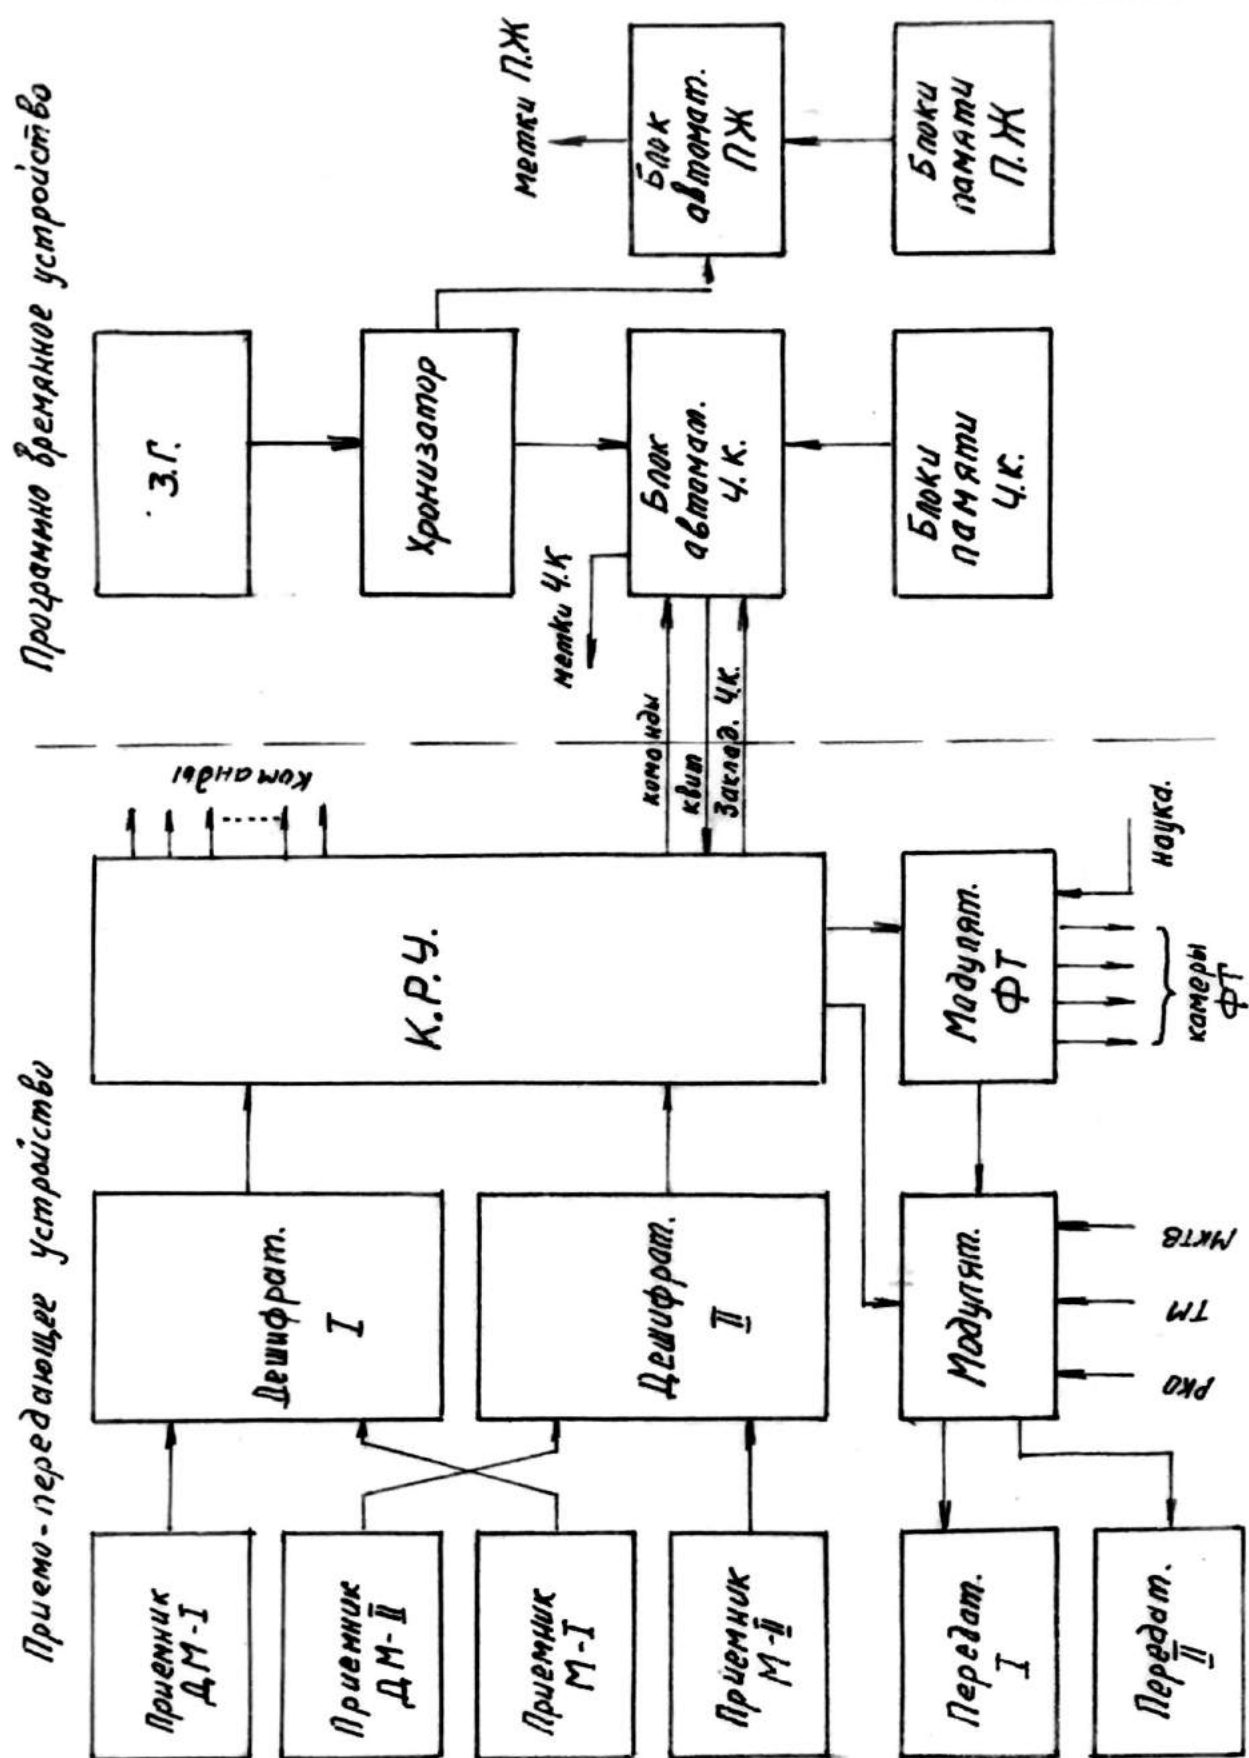 Приемо-передающее устройство
Программно времянное устройство
Приемник
ДМ-I
Приемник
ДМ-II
Приемник
М-I
Приемник
М-II
Дешифрат.
I
Дешифрат.
II
К.Р.У.
Команды
команды
квит
Заклад. Ч.К.
З.Г.
Хронизатор
метки Ч.К
Блок
автомат.
Ч.К.
Блоки
памяти
Ч.К.
метки П.Ж
Блок
автомат.
ПЖ
Блоки
памяти
П.Ж
Передат.
I
Передат.
II
Модулят.
РКО
ТМ
МКТВ
Модулят.
ФТ
камеры
ФТ
наука.